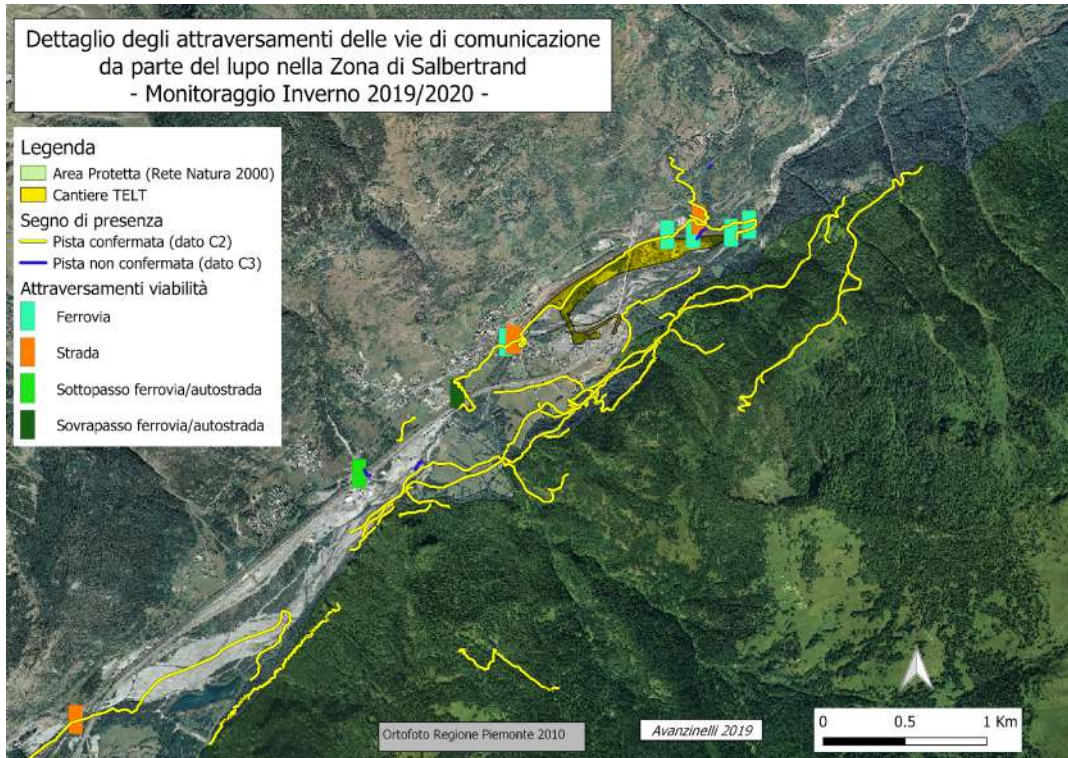 Dettaglio degli attraversamenti delle vie di comunicazione
da parte del lupo nella Zona di Salbertrand
- Monitoraggio Inverno 2019/2020 -
Legenda
Area Protetta (Rete Natura 2000)
Cantiere TELT
Segno di presenza
Pista confermata (dato C2)
Pista non confermata (dato C3)
Attraversamenti viabilità
Ferrovia
Strada
Sottopasso ferrovia/autostrada
Sovrapasso ferrovia/autostrada
Ortofoto Regione Piemonte 2010
Avanzinelli 2019
0 0.5 1 Km